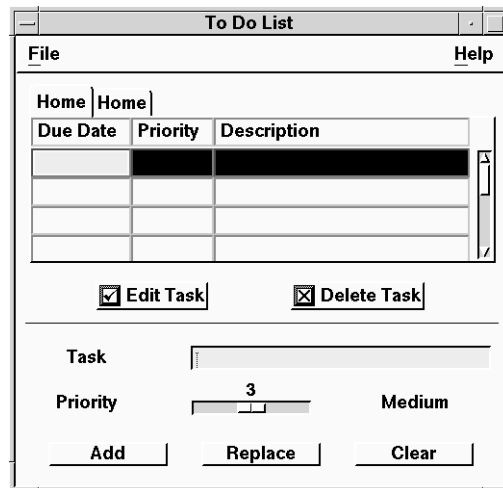 To Do List
File Help
Home Home
Due Date Priority Description
Edit Task Delete Task
Task
3
Priority Medium
Add Replace Clear